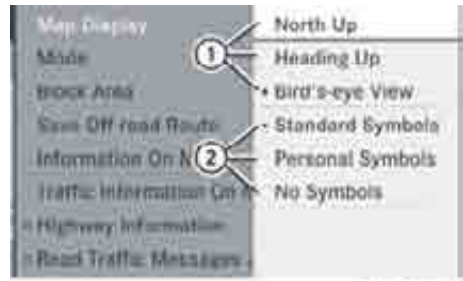 Map Display
Mode
Block Area
Save Off-road Route
Information On M
Traffic Information On M
Highway Information
Read Traffic Messages
1
2
North Up
Heading Up
Bird's-eye View
Standard Symbols
Personal Symbols
No Symbols